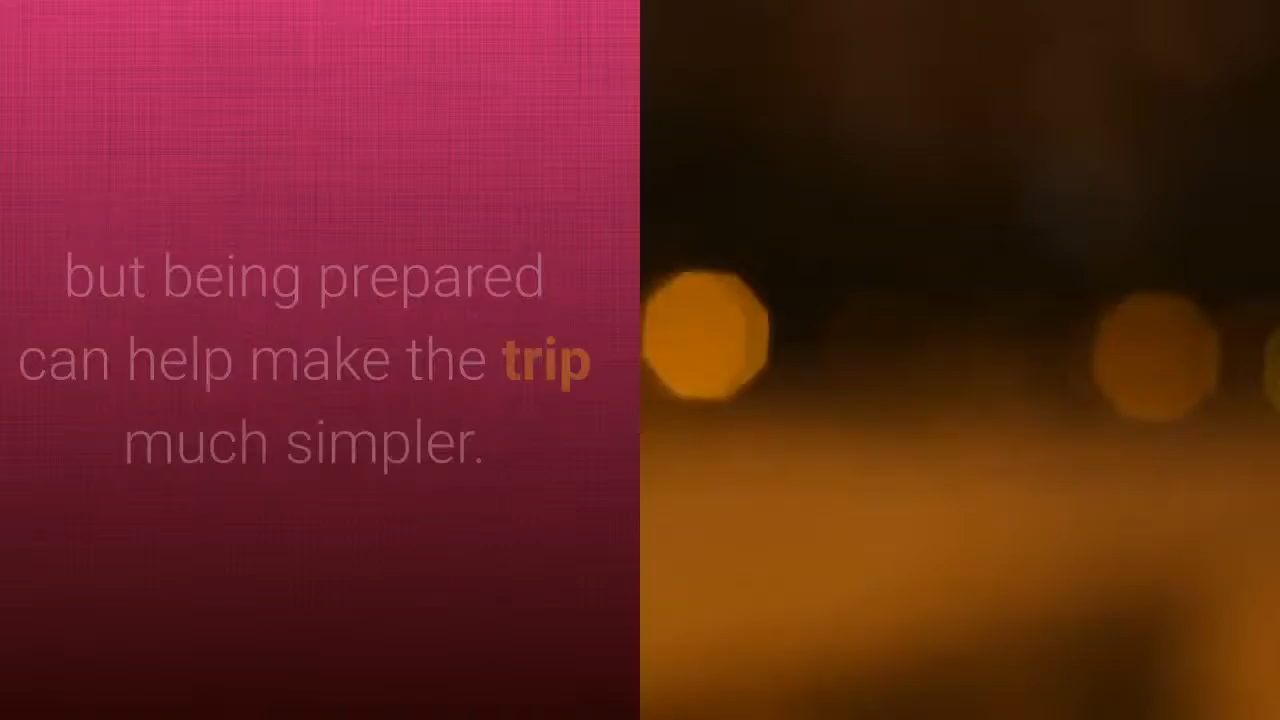 but being prepared
can help make the trip
much simpler.